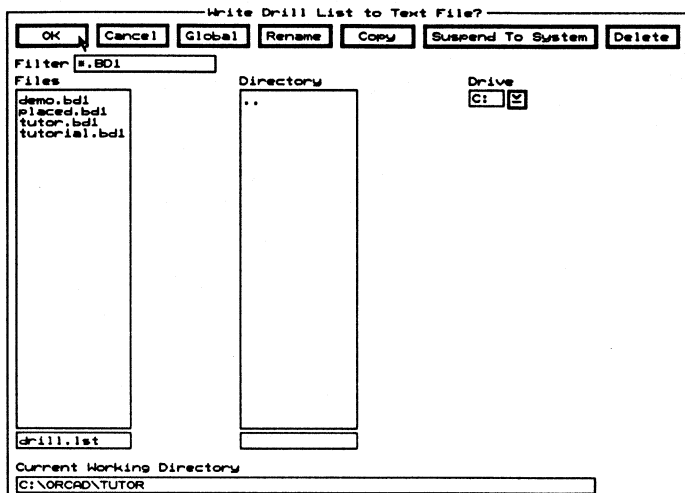 Write Drill List to Text File?
OK Cancel Global Rename Copy Suspend To System Delete
Filter *.BD1
Files Directory Drive
demo.bd1 .. C:
placed.bd1
tutor.bd1
tutorial.bd1
drill.lst
Current Working Directory
C:\ORCAD\TUTOR